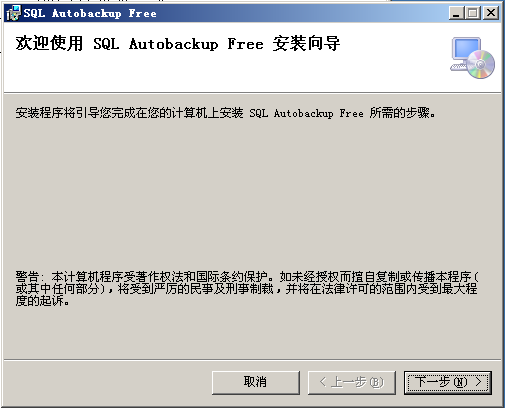 SQL Autobackup Free
欢迎使用 SQL Autobackup Free 安装向导
安装程序将引导您完成在您的计算机上安装 SQL Autobackup Free 所需的步骤。
警告: 本计算机程序受著作权法和国际条约保护。如未经授权而擅自复制或传播本程序(
或其中任何部分)，将受到严厉的民事及刑事制裁，并将在法律许可的范围内受到最大程
度的起诉。
取消
< 上一步(B)
下一步(N) >